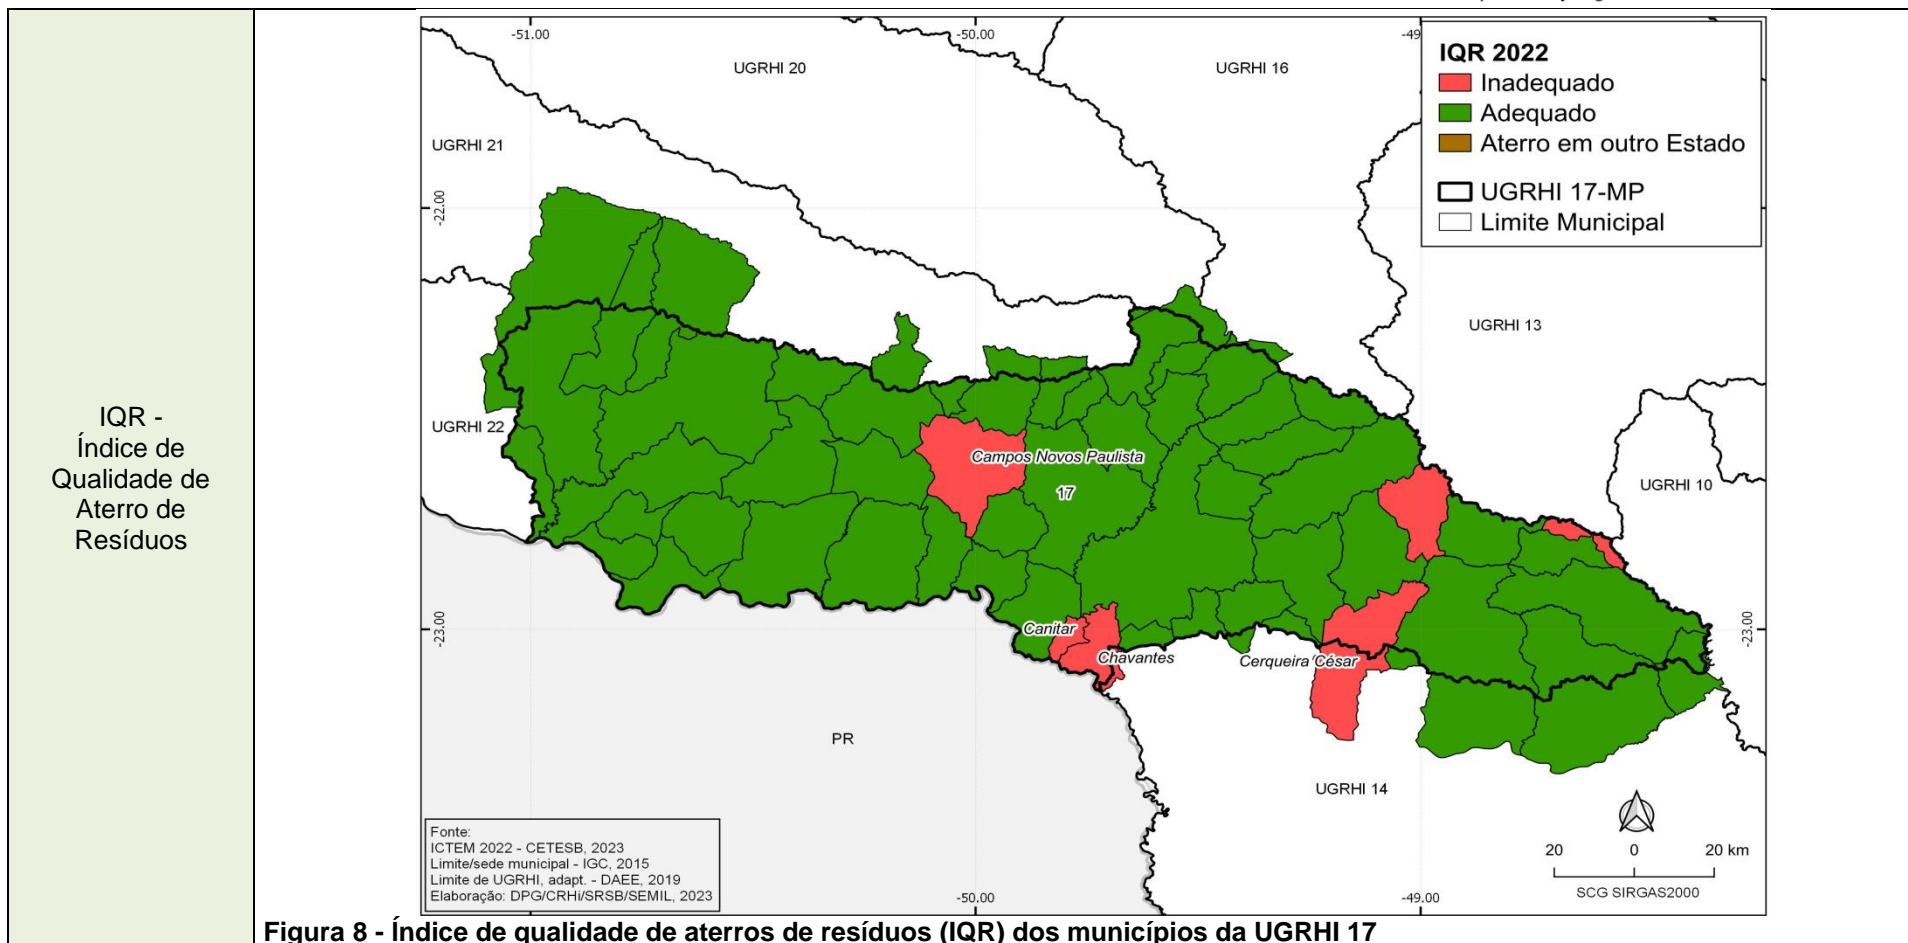 IQR -
Índice de
Qualidade de
Aterro de
Resíduos
-51.00
-50.00
-49
UGRHI 20
UGRHI 16
IQR 2022
Inadequado
Adequado
Aterro em outro Estado
UGRHI 17-MP
Limite Municipal
UGRHI 21
-22.00
UGRHI 13
UGRHI 22
Campos Novos Paulista
17
UGRHI 10
-23.00
Canitar
Chavantes
Cerqueira César
-23.00
PR
UGRHI 14
Fonte:
ICTEM 2022 - CETESB, 2023
Limite/sede municipal - IGC, 2015
Limite de UGRHI, adapt. - DAEE, 2019
Elaboração: DPG/CRHi/SRSB/SEMIL, 2023
20 0 20 km
SCG SIRGAS2000
-50.00
-49.00
Figura 8 - Índice de qualidade de aterros de resíduos (IQR) dos municípios da UGRHI 17